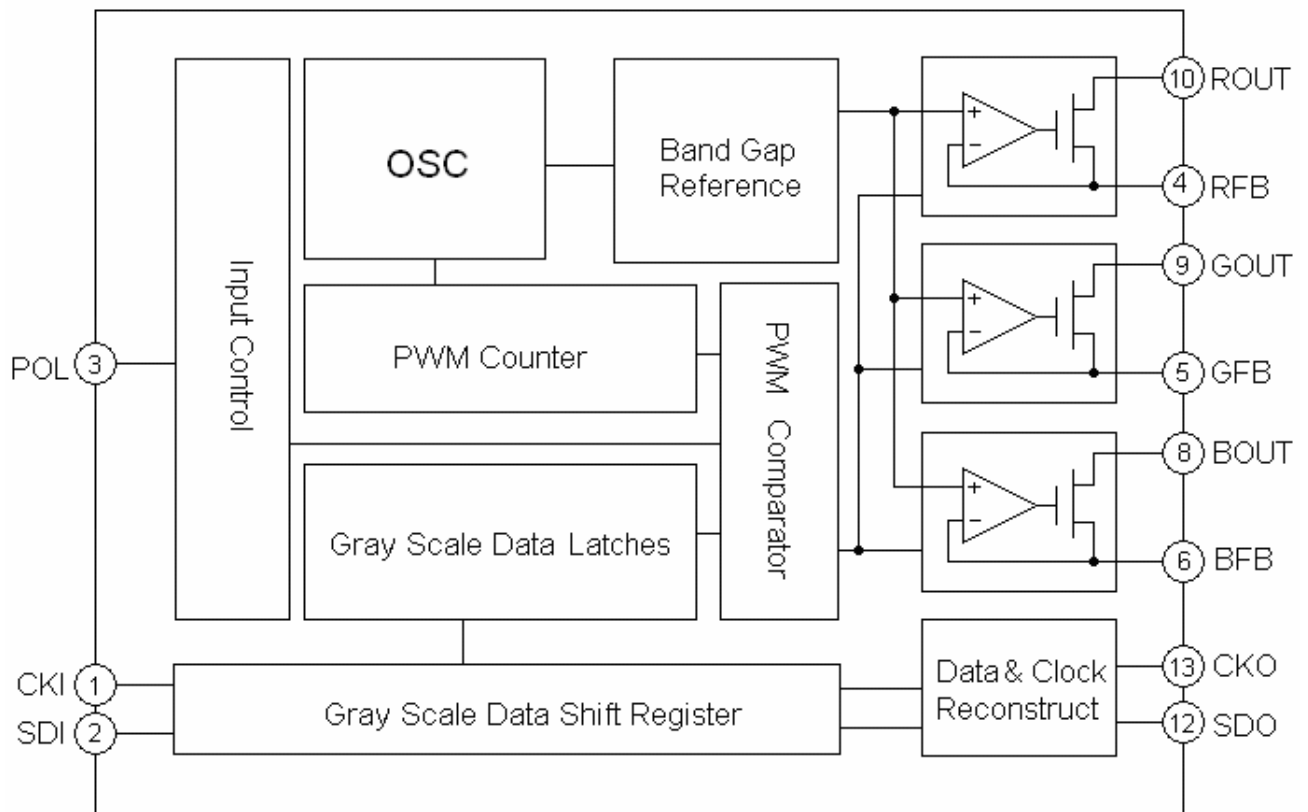 OSC
Band Gap
Reference
+
−
10 ROUT
4 RFB
Input Control
PWM Counter
PWM Comparator
+
−
9 GOUT
5 GFB
POL 3
Gray Scale Data Latches
+
−
8 BOUT
6 BFB
CKI 1
SDI 2
Gray Scale Data Shift Register
Data & Clock
Reconstruct
13 CKO
12 SDO